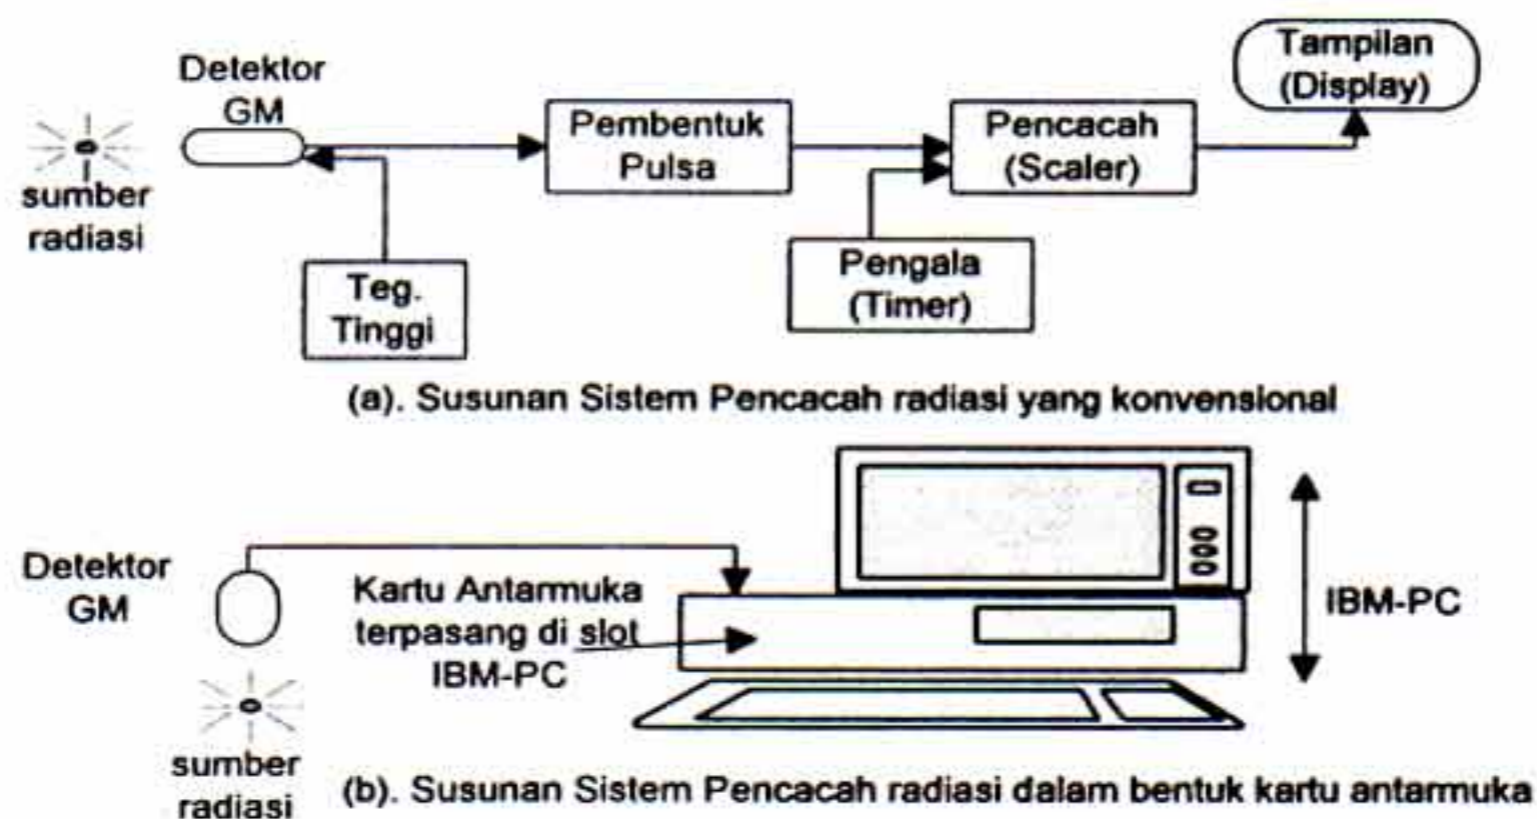 Detektor
GM
sumber
radiasi
Teg.
Tinggi
Pembentuk
Pulsa
Pencacah
(Scaler)
Pengala
(Timer)
Tampilan
(Display)
(a). Susunan Sistem Pencacah radiasi yang konvensional
Detektor
GM
Kartu Antarmuka
terpasang di slot
IBM-PC
IBM-PC
sumber
radiasi
(b). Susunan Sistem Pencacah radiasi dalam bentuk kartu antarmuka